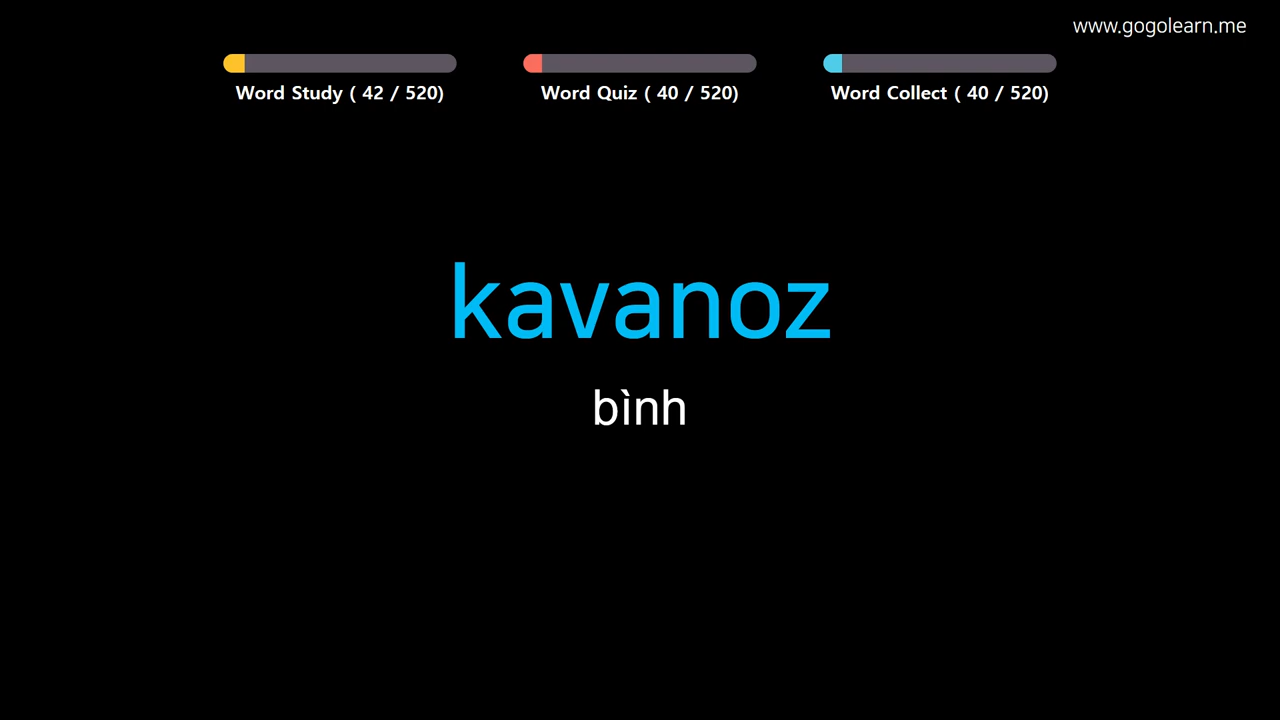 www.gogolearn.me
Word Study ( 42 / 520)
Word Quiz ( 40 / 520)
Word Collect ( 40 / 520)
kavanoz
bình